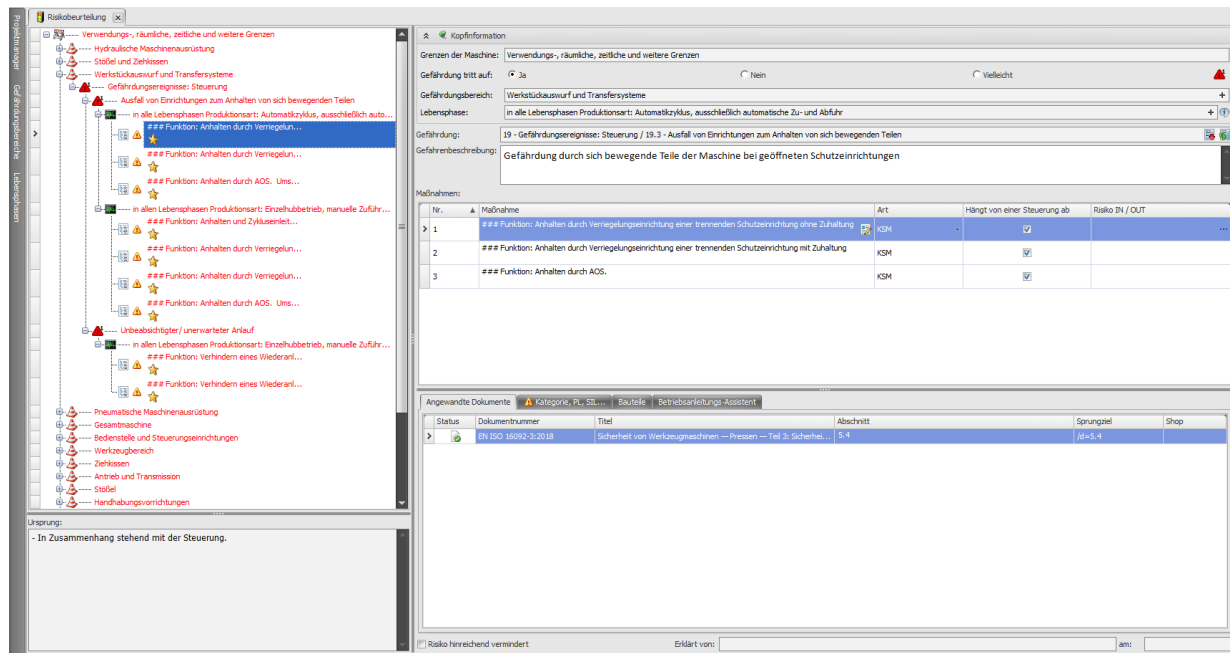 Risikobeurteilung
Projektmanager
Gefährdungsbereiche
Lebensphasen
Verwendungs-, räumliche, zeitliche und weitere Grenzen
Hydraulische Maschinenausrüstung
Stößel und Ziehkissen
Werkstückauswurf und Transfersysteme
Gefährdungsereignisse: Steuerung
Ausfall von Einrichtungen zum Anhalten von sich bewegenden Teilen
in alle Lebensphasen Produktionsart: Automatikzyklus, ausschließlich auto...
### Funktion: Anhalten durch Verriegelun...
### Funktion: Anhalten durch Verriegelun...
### Funktion: Anhalten durch AOS. Ums...
in allen Lebensphasen Produktionsart: Einzelhubbetrieb, manuelle Zuführ...
### Funktion: Anhalten und Zykluseinleit...
### Funktion: Anhalten durch Verriegelun...
### Funktion: Anhalten durch Verriegelun...
### Funktion: Anhalten durch AOS. Ums...
Unbeabsichtigter/ unerwarteter Anlauf
in allen Lebensphasen Produktionsart: Einzelhubbetrieb, manuelle Zuführ...
### Funktion: Verhindern eines Wiederanl...
### Funktion: Verhindern eines Wiederanl...
Pneumatische Maschinenausrüstung
Gesamtmaschine
Bedienstelle und Steuerungseinrichtungen
Werkzeugbereich
Ziehkissen
Antrieb und Transmission
Stößel
Handhabungsvorrichtungen
Ursprung:
- In Zusammenhang stehend mit der Steuerung.
Kopfinformation
Grenzen der Maschine: Verwendungs-, räumliche, zeitliche und weitere Grenzen
Gefährdung tritt auf: Ja Nein Vielleicht
Gefährdungsbereich: Werkstückauswurf und Transfersysteme
Lebensphase: in alle Lebensphasen Produktionsart: Automatikzyklus, ausschließlich automatische Zu- und Abfuhr
Gefährdung: 19 - Gefährdungsereignisse: Steuerung / 19.3 - Ausfall von Einrichtungen zum Anhalten von sich bewegenden Teilen
Gefahrenbeschreibung: Gefährdung durch sich bewegende Teile der Maschine bei geöffneten Schutzeinrichtungen
Maßnahmen:
Nr. Maßnahme Art Hängt von einer Steuerung ab Risiko IN / OUT
1 ### Funktion: Anhalten durch Verriegelungseinrichtung einer trennenden Schutzeinrichtung ohne Zuhaltung KSM
2 ### Funktion: Anhalten durch Verriegelungseinrichtung einer trennenden Schutzeinrichtung mit Zuhaltung KSM
3 ### Funktion: Anhalten durch AOS. KSM
Angewandte Dokumente Kategorie, PL, SIL... Bauteile Betriebsanleitungs-Assistent
Status Dokumentnummer Titel Abschnitt Sprungziel Shop
EN ISO 16092-3:2018 Sicherheit von Werkzeugmaschinen — Pressen — Teil 3: Sicherhei... 5.4 /d=5.4
Risiko hinreichend vermindert Erklärt von: am: